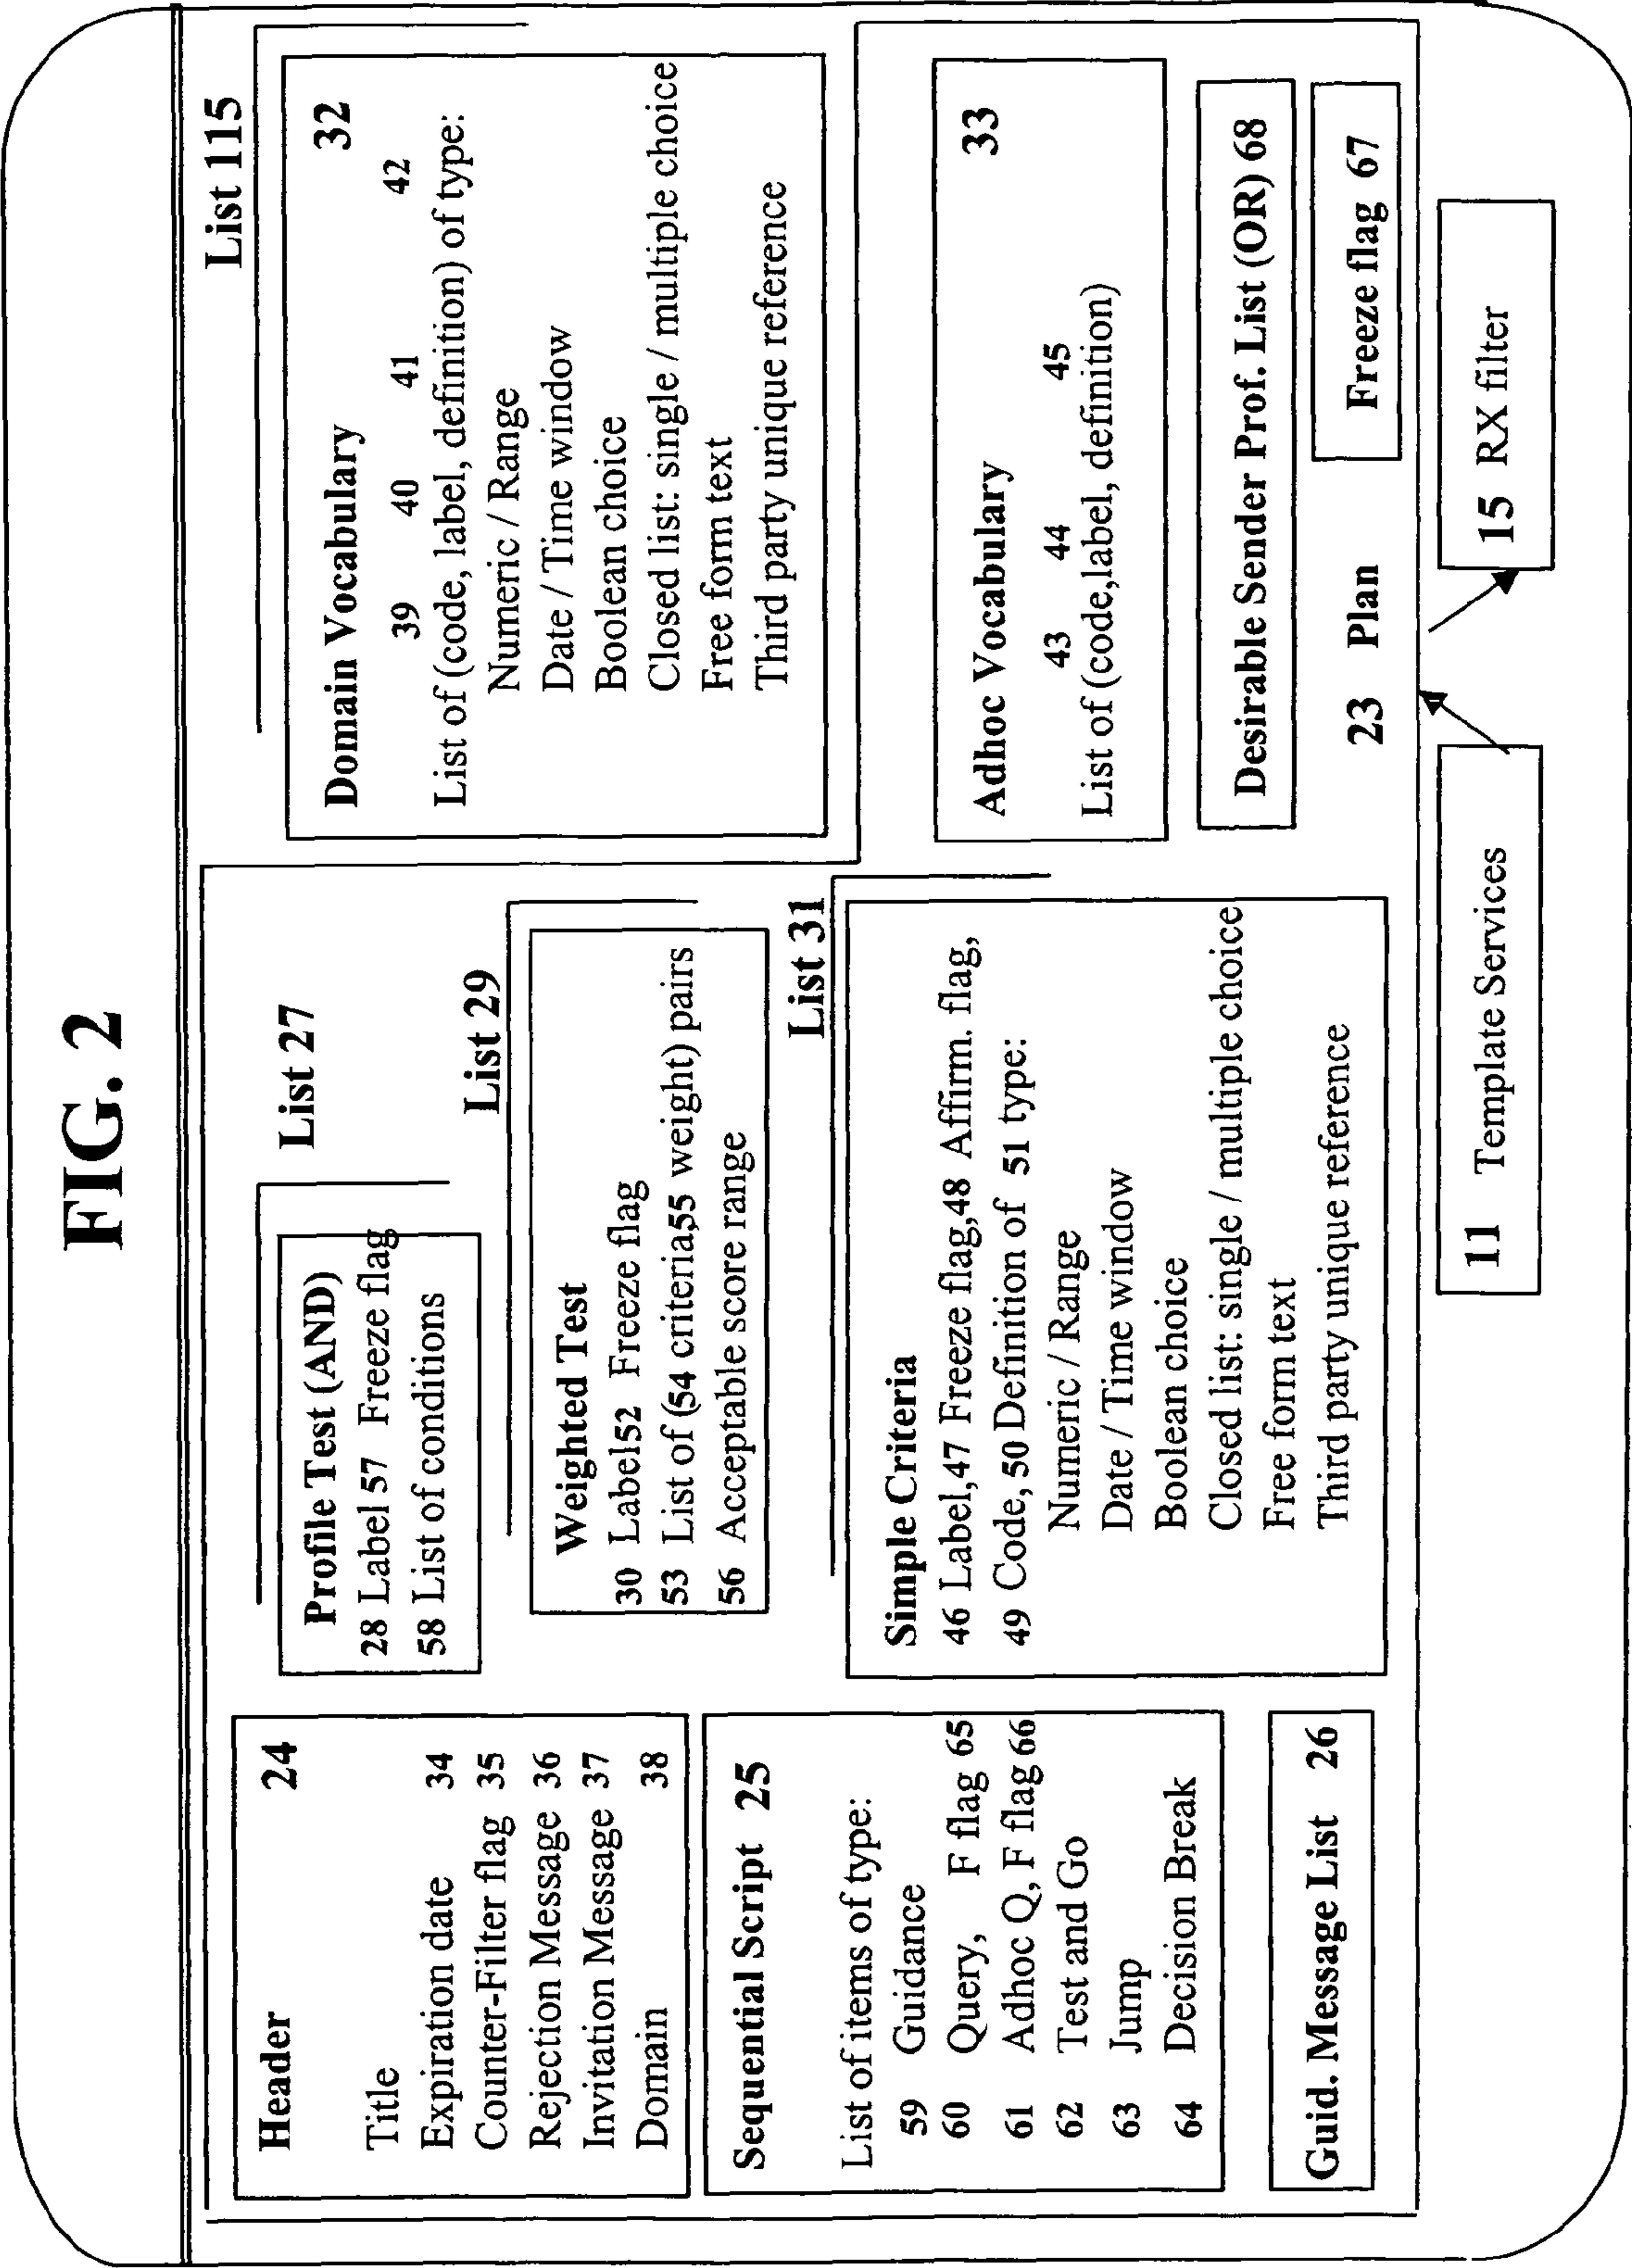 FIG. 2
Header 24
Title
Expiration date 34
Counter-Filter flag 35
Rejection Message 36
Invitation Message 37
Domain 38
Sequential Script 25
List of items of type:
59 Guidance
60 Query, F flag 65
61 Adhoc Q, F flag 66
62 Test and Go
63 Jump
64 Decision Break
Guid. Message List 26
List 27
Profile Test (AND)
28 Label 57 Freeze flag
58 List of conditions
List 29
Weighted Test
30 Label52 Freeze flag
53 List of (54 criteria,55 weight) pairs
56 Acceptable score range
List 31
Simple Criteria
46 Label,47 Freeze flag,48 Affirm. flag,
49 Code, 50 Definition of 51 type:
Numeric / Range
Date / Time window
Boolean choice
Closed list: single / multiple choice
Free form text
Third party unique reference
List 115
Domain Vocabulary 32
39 40 41 42
List of (code, label, definition) of type:
Numeric / Range
Date / Time window
Boolean choice
Closed list: single / multiple choice
Free form text
Third party unique reference
Adhoc Vocabulary 33
43 44 45
List of (code,label, definition)
Desirable Sender Prof. List (OR) 68
23 Plan
Freeze flag 67
11 Template Services
15 RX filter